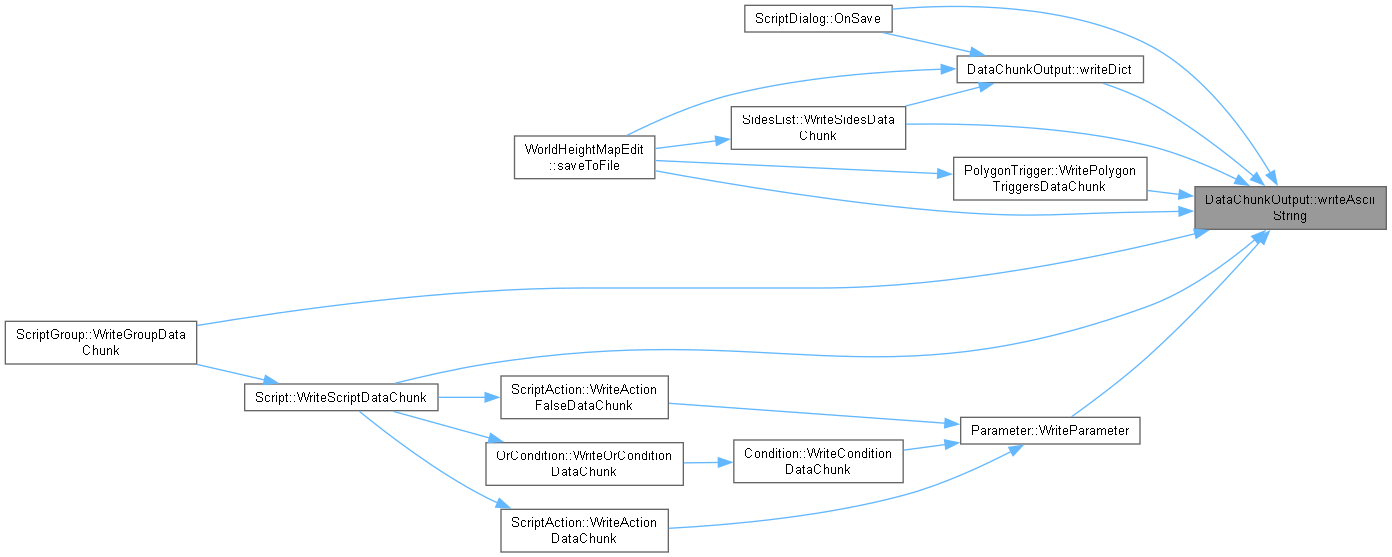 ScriptDialog::OnSave
DataChunkOutput::writeDict
SidesList::WriteSidesData
Chunk
WorldHeightMapEdit
::saveToFile
PolygonTrigger::WritePolygon
TriggersDataChunk
DataChunkOutput::writeAscii
String
ScriptGroup::WriteGroupData
Chunk
Script::WriteScriptDataChunk
ScriptAction::WriteAction
FalseDataChunk
Parameter::WriteParameter
OrCondition::WriteOrCondition
DataChunk
Condition::WriteCondition
DataChunk
ScriptAction::WriteAction
DataChunk